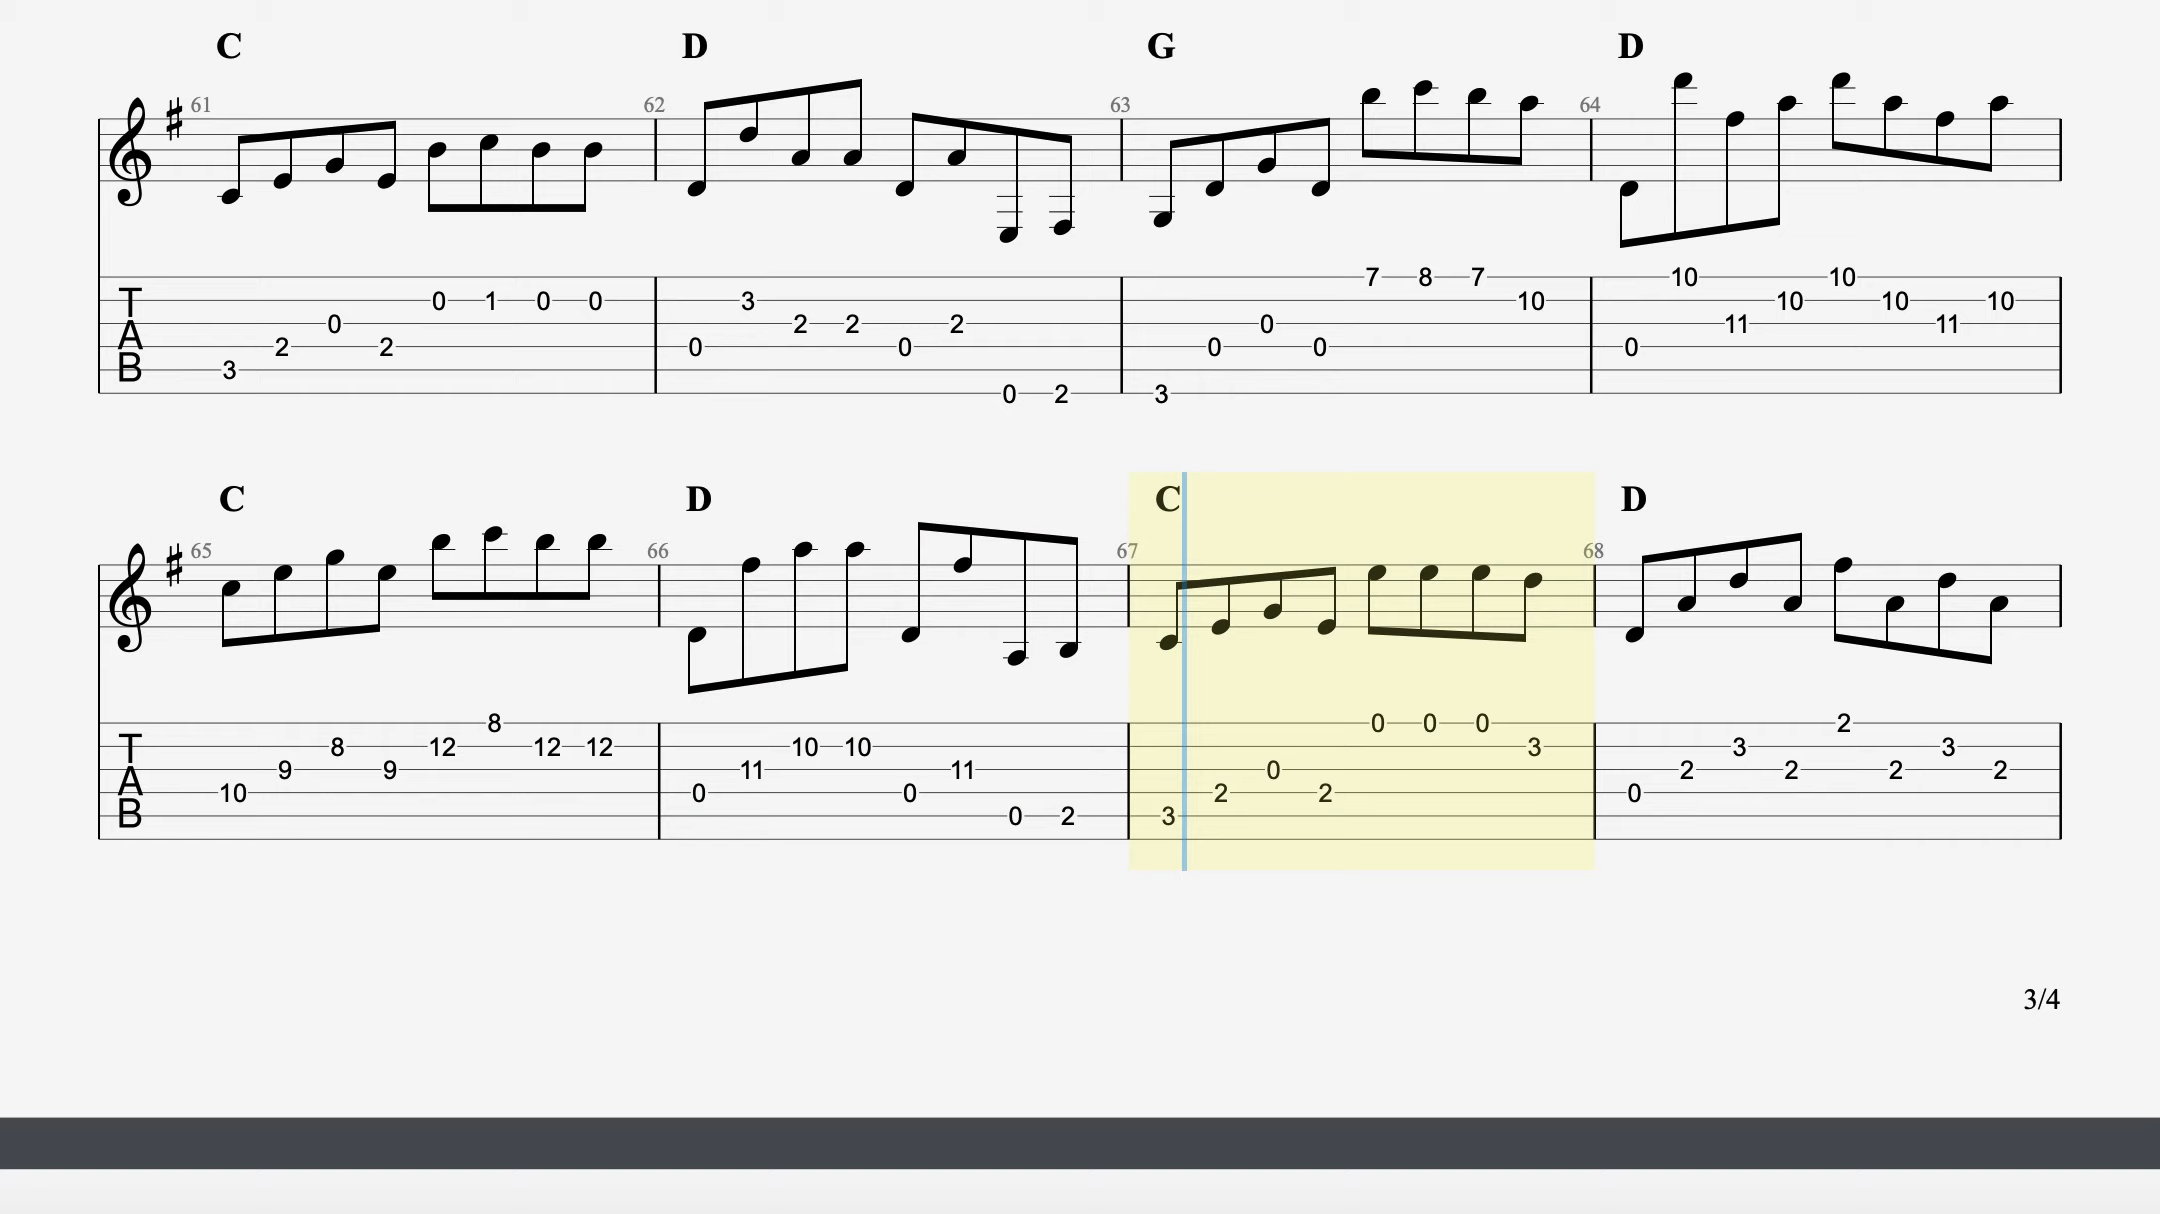 C D G D
61 62 63 64
7 8 7 10 10
T 0 1 0 0 3 10 10 10 10
A 0 2 2 2 0 11 11
2 2 0 0 0 0 0
B 3
0 2 3
C D C D
65 66 67 68
8 0 0 0 2
T 8 12 12 12 10 10 3 3 3
A 9 9 11 11 0 2 2 2 2
10 0 0 2 2 0
B 0 2 3
3/4